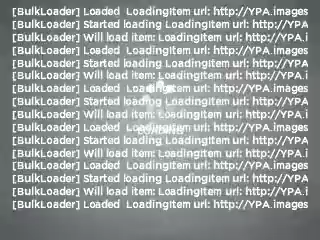 [BulkLoader] Loaded LoadingItem url: http://YPA.images
[BulkLoader] Started loading LoadingItem url: http://YPA
[BulkLoader] Will load item: LoadingItem url: http://YPA.i
[BulkLoader] Loaded LoadingItem url: http://YPA.images
[BulkLoader] Started loading LoadingItem url: http://YPA
[BulkLoader] Will load item: LoadingItem url: http://YPA.i
[BulkLoader] Loaded LoadingItem url: http://YPA.images
[BulkLoader] Started loading LoadingItem url: http://YPA
[BulkLoader] Will load item: LoadingItem url: http://YPA.i
[BulkLoader] Loaded LoadingItem url: http://YPA.images
[BulkLoader] Started loading LoadingItem url: http://YPA
[BulkLoader] Will load item: LoadingItem url: http://YPA.i
[BulkLoader] Loaded LoadingItem url: http://YPA.images
[BulkLoader] Started loading LoadingItem url: http://YPA
[BulkLoader] Will load item: LoadingItem url: http://YPA.i
[BulkLoader] Loaded LoadingItem url: http://YPA.images